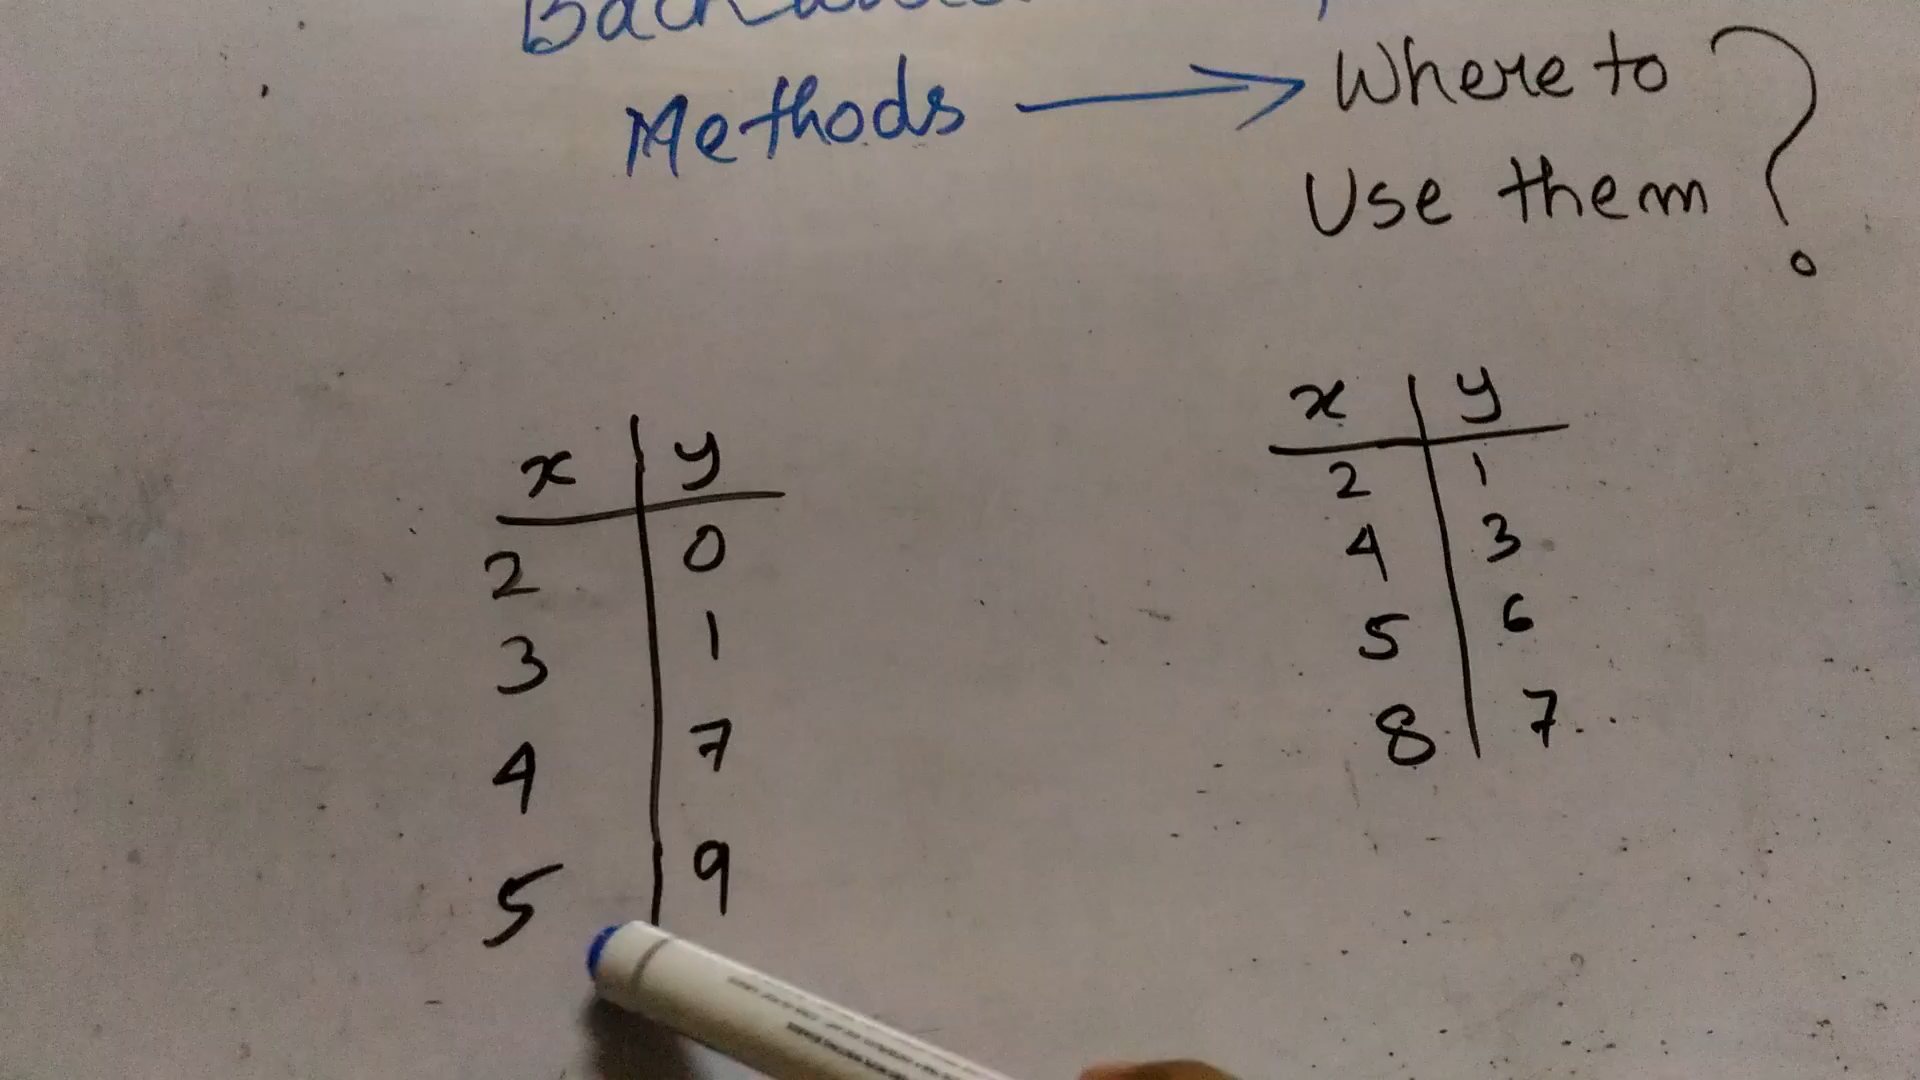 Methods → Where to
Use them ?
x | y
2 0
3 1
4 7
5 9
x | y
2 1
4 3
5 6
8 7